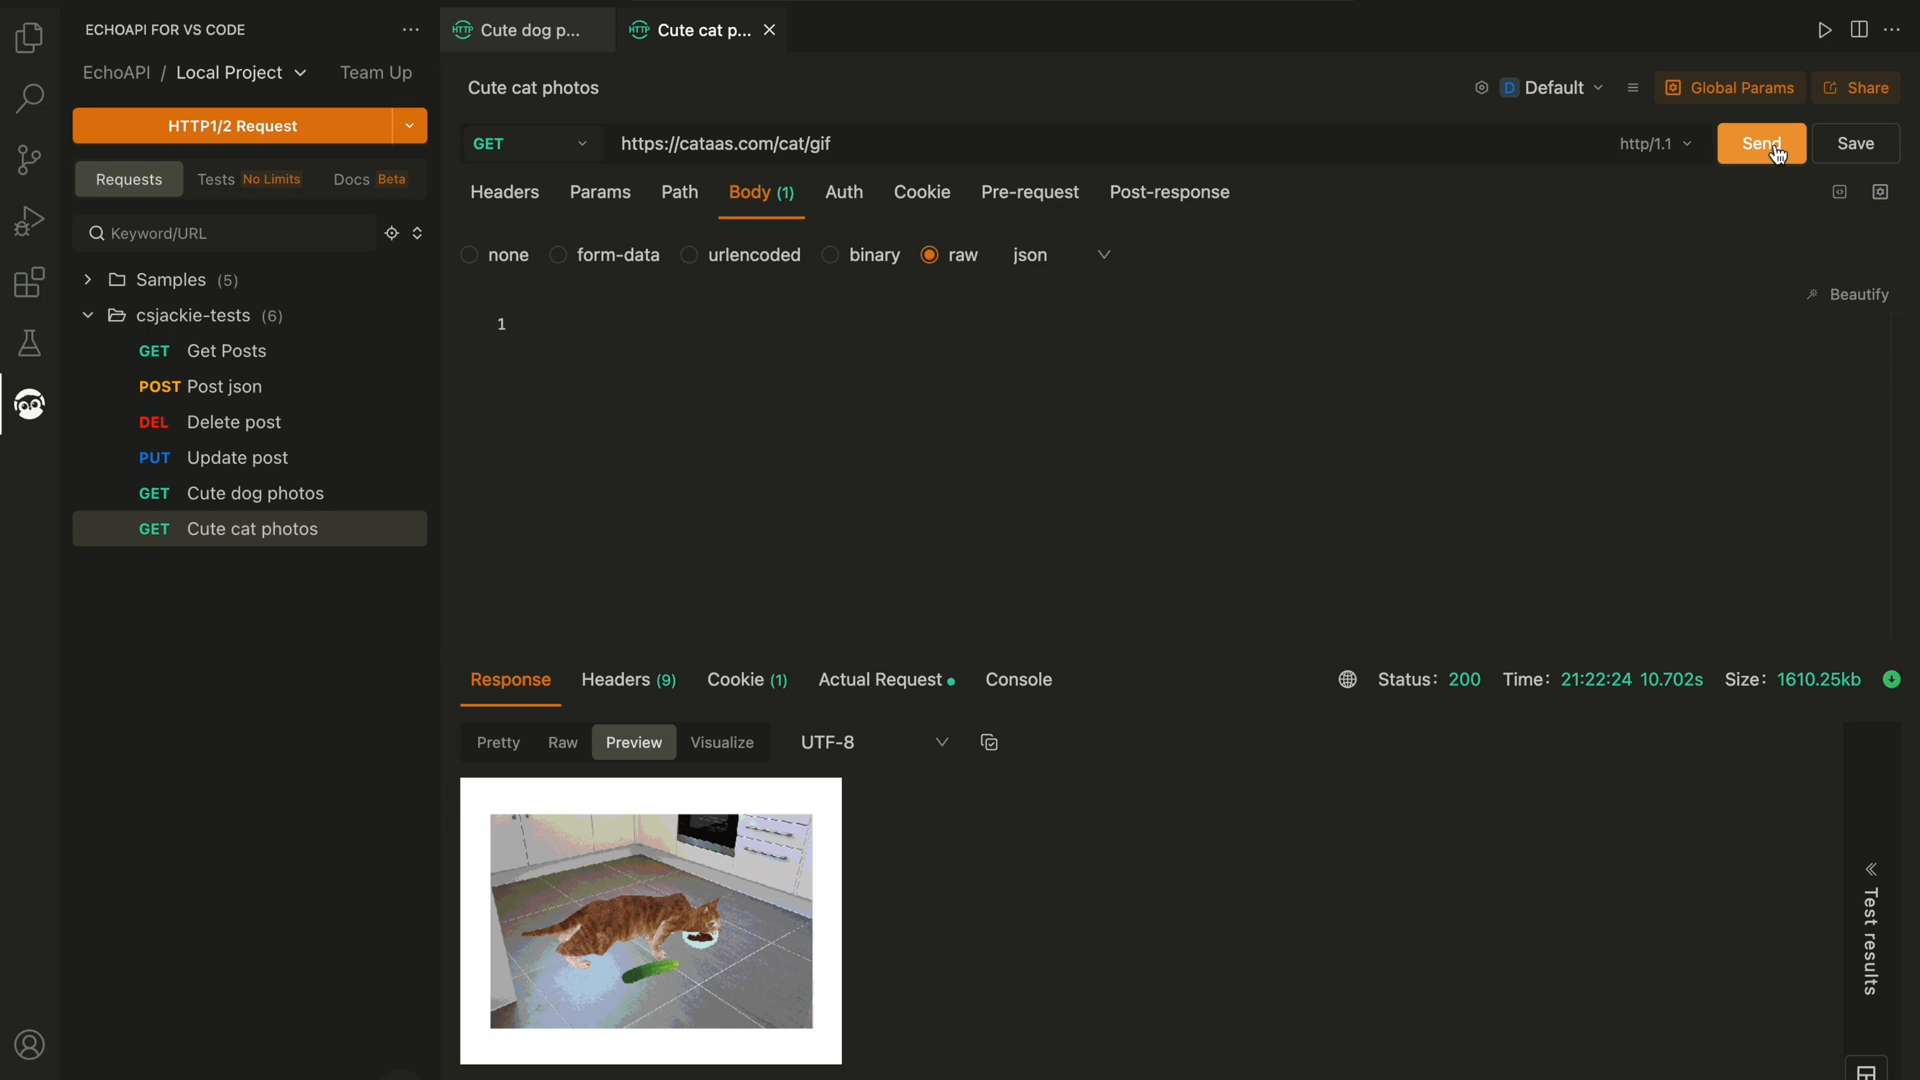 ECHOAPI FOR VS CODE
EchoAPI / Local Project
Team Up
HTTP1/2 Request
Requests
Tests No Limits
Docs Beta
Keyword/URL
Samples (5)
csjackie-tests (6)
GET Get Posts
POST Post json
DEL Delete post
PUT Update post
GET Cute dog photos
GET Cute cat photos
HTTP Cute dog p...
HTTP Cute cat p...
Cute cat photos
D Default
Global Params
Share
GET
https://cataas.com/cat/gif
http/1.1
Send
Save
Headers
Params
Path
Body (1)
Auth
Cookie
Pre-request
Post-response
none
form-data
urlencoded
binary
raw
json
Beautify
1
Response
Headers (9)
Cookie (1)
Actual Request
Console
Status: 200
Time: 21:22:24 10.702s
Size: 1610.25kb
Pretty
Raw
Preview
Visualize
UTF-8
Test results